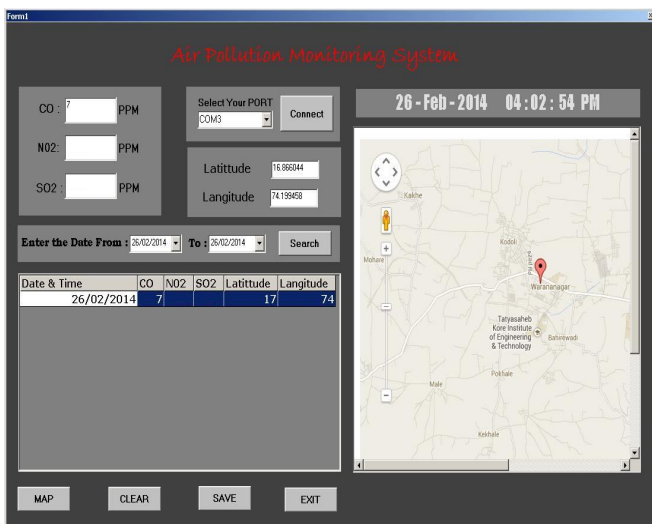 Form1
Air Pollution Monitoring System
CO : 7 PPM
N02: PPM
SO2 : PPM
Select Your PORT
COM3
Connect
Latittude 16.866044
Langitude 74.199458
Enter the Date From : 26/02/2014 To : 26/02/2014 Search
Date & Time CO N02 SO2 Latittude Langitude
26/02/2014 7 17 74
MAP CLEAR SAVE EXIT
26 - Feb - 2014 04 : 02 : 54 PM
Kakhe
Kodoli
Mohare
Warananagar
Tatyasaheb
Kore Institute
of Engineering
& Technology
Bahirewadi
Pokhale
Male
Kekhale